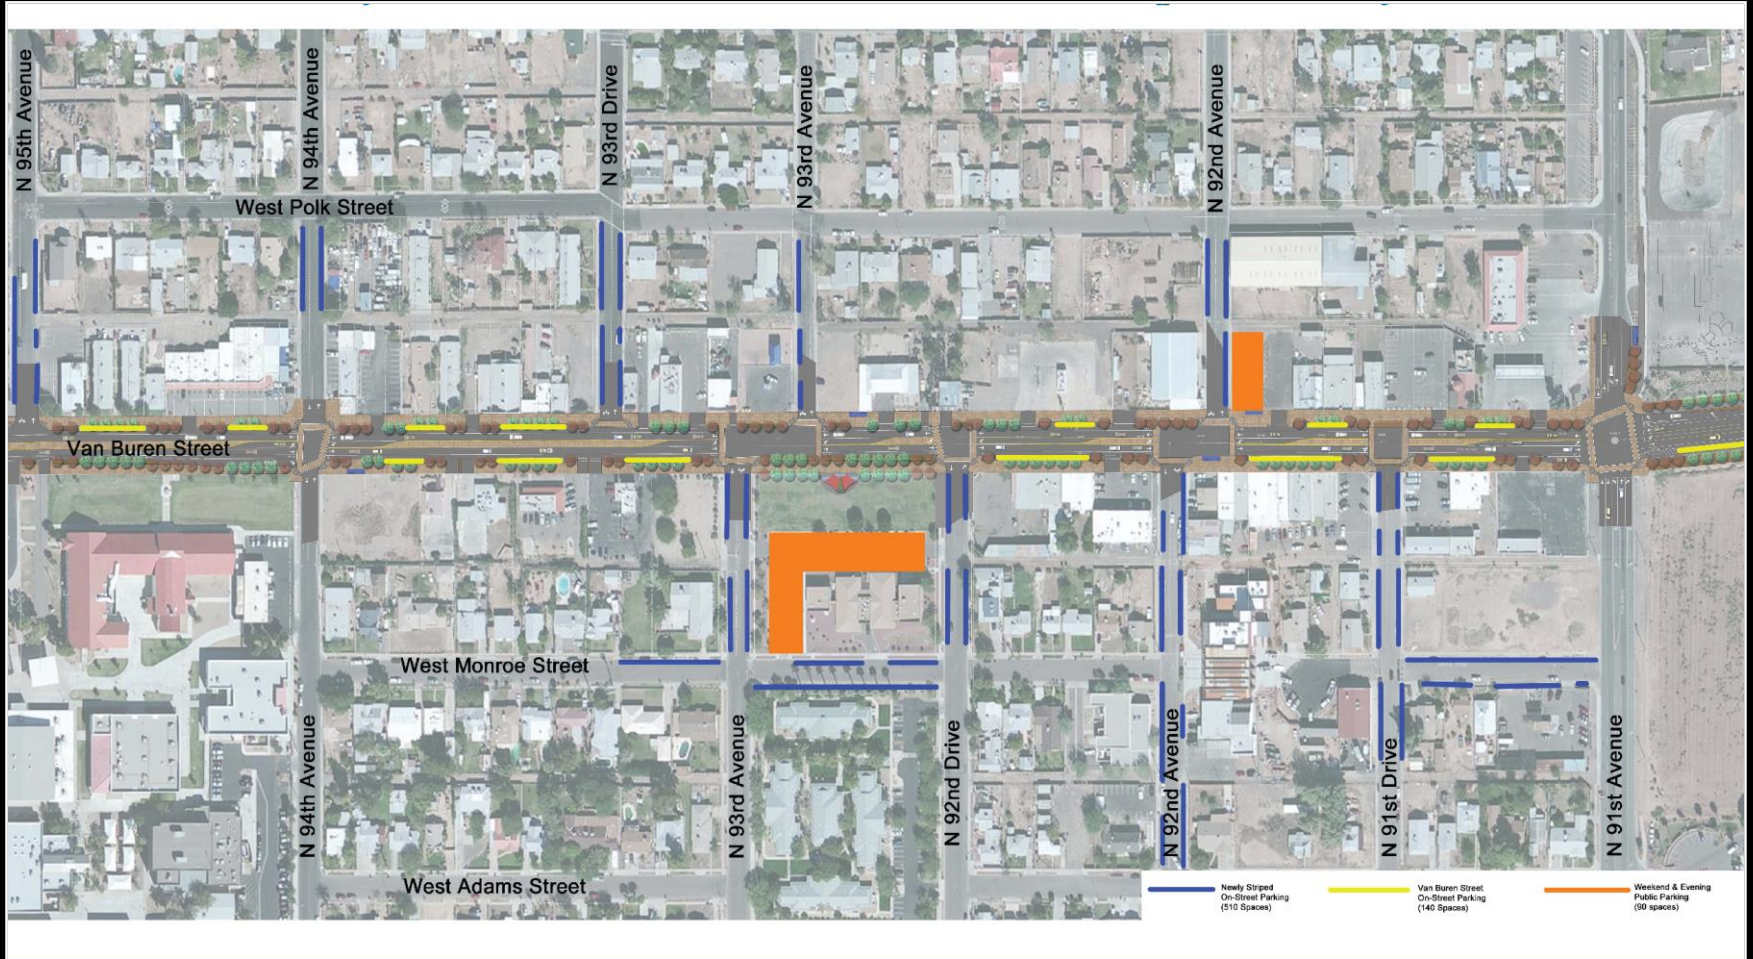 N 95th Avenue
N 94th Avenue
N 93rd Drive
N 93rd Avenue
N 92nd Avenue
West Polk Street
Van Buren Street
West Monroe Street
N 94th Avenue
N 93rd Avenue
N 92nd Drive
N 92nd Avenue
N 91st Drive
N 91st Avenue
West Adams Street
Newly Striped
On-Street Parking
(510 Spaces)
Van Buren Street
On-Street Parking
(140 Spaces)
Weekend & Evening
Public Parking
(90 spaces)